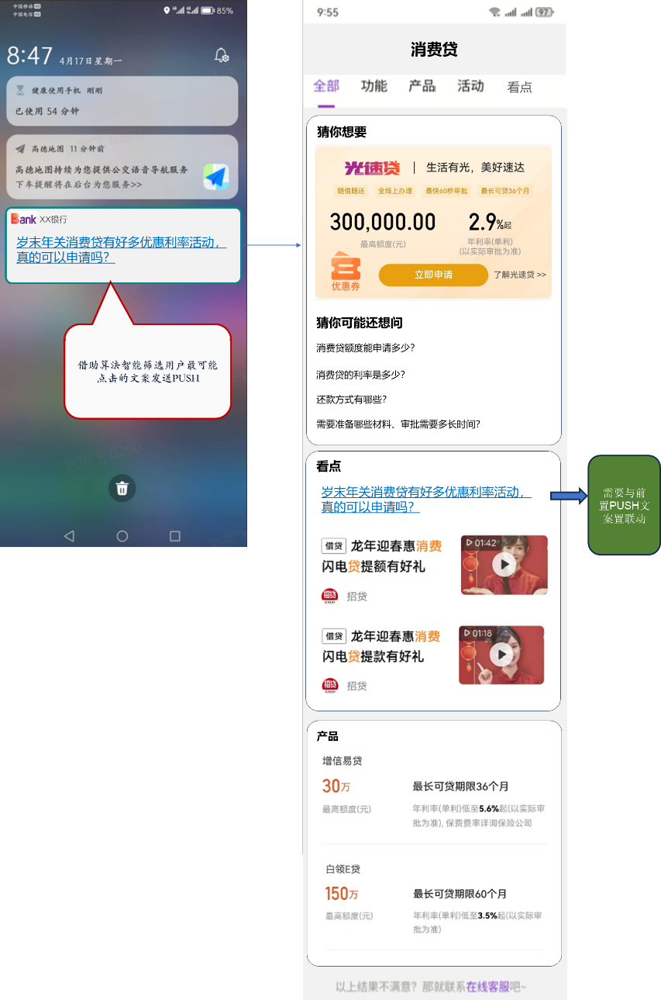 中国移动HD
中国电信HD
85%
8:47 4月17日星期一
健康使用手机 刚刚
已使用 54 分钟
高德地图 11 分钟前
高德地图持续为您提供公交语音导航服务
下车提醒将在后台为您服务>>
Bank XX银行
岁末年关消费贷有好多优惠利率活动，
真的可以申请吗？
借助算法智能筛选用户最可能
点击的文案发送PUSH
9:55
97
消费贷
全部 功能 产品 活动 看点
猜你想要
光速贷 | 生活有光，美好速达
随借随还 全线上办理 最快60秒审批 最长可贷36个月
300,000.00 2.9%起
最高额度(元) 年利率(单利)
(以实际审批为准)
优惠券 立即申请 了解光速贷 >>
猜你可能还想问
消费贷额度能申请多少？
消费贷的利率是多少？
还款方式有哪些？
需要准备哪些材料、审批需要多长时间？
看点
岁末年关消费贷有好多优惠利率活动，
真的可以申请吗？
需要与前
置PUSH文
案置联动
借贷 龙年迎春惠消费
闪电贷提额有好礼
01:42
招贷 招贷
借贷 龙年迎春惠消费
闪电贷提款有好礼
01:18
招贷 招贷
产品
增信易贷
30万 最长可贷期限36个月
最高额度(元) 年利率(单利)低至5.6%起(以实际审
批为准), 保费费率详询保险公司
白领E贷
150万 最长可贷期限60个月
最高额度(元) 年利率(单利)低至3.5%起(以实际审
批为准)
以上结果不满意？那就联系在线客服吧~